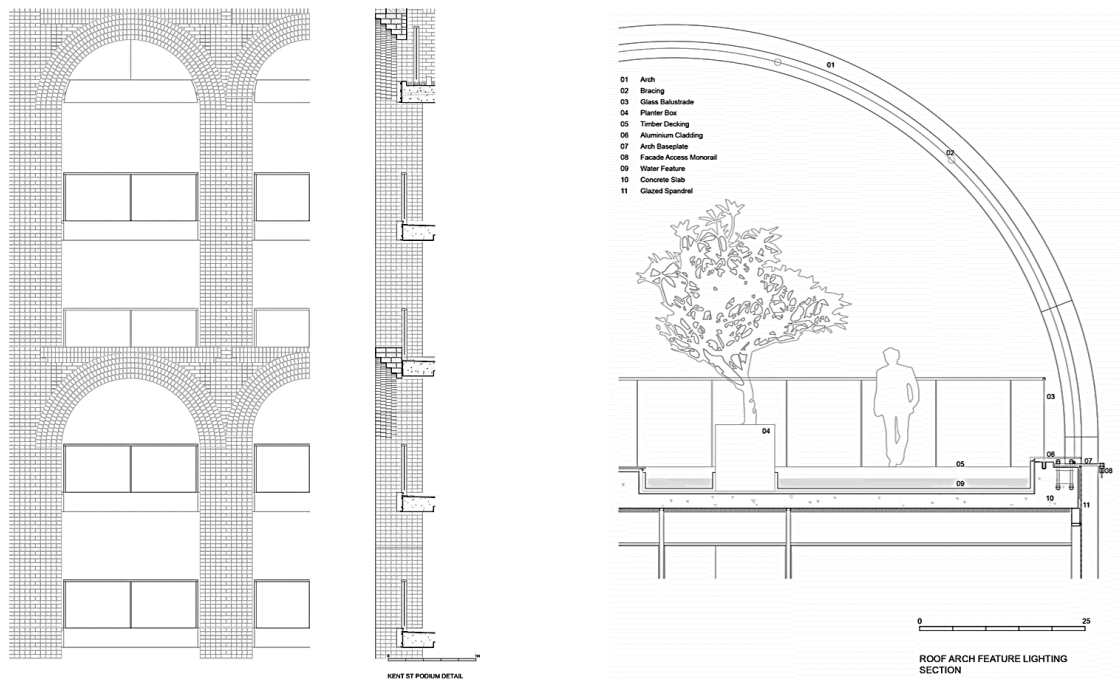 01 Arch
02 Bracing
03 Glass Balustrade
04 Planter Box
05 Timber Decking
06 Aluminium Cladding
07 Arch Baseplate
08 Facade Access Monorail
09 Water Feature
10 Concrete Slab
11 Glazed Spandrel
01
02
03
04
05
06
07
08
09
10
11
0 25
ROOF ARCH FEATURE LIGHTING
SECTION
0
KENT ST PODIUM DETAIL